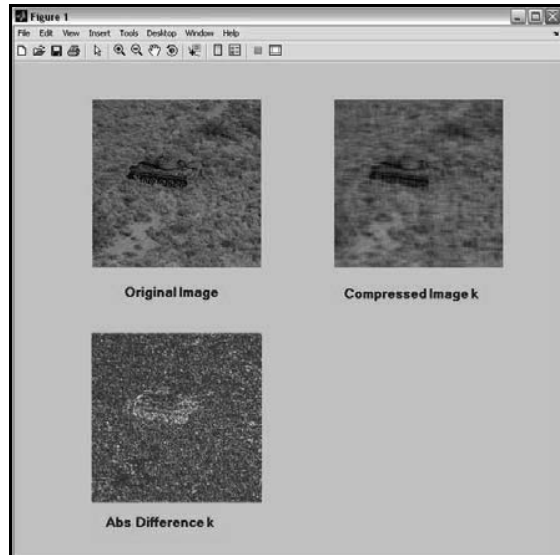 Figure 1
File Edit View Insert Tools Desktop Window Help
Original Image
Compressed Image k
Abs Difference k